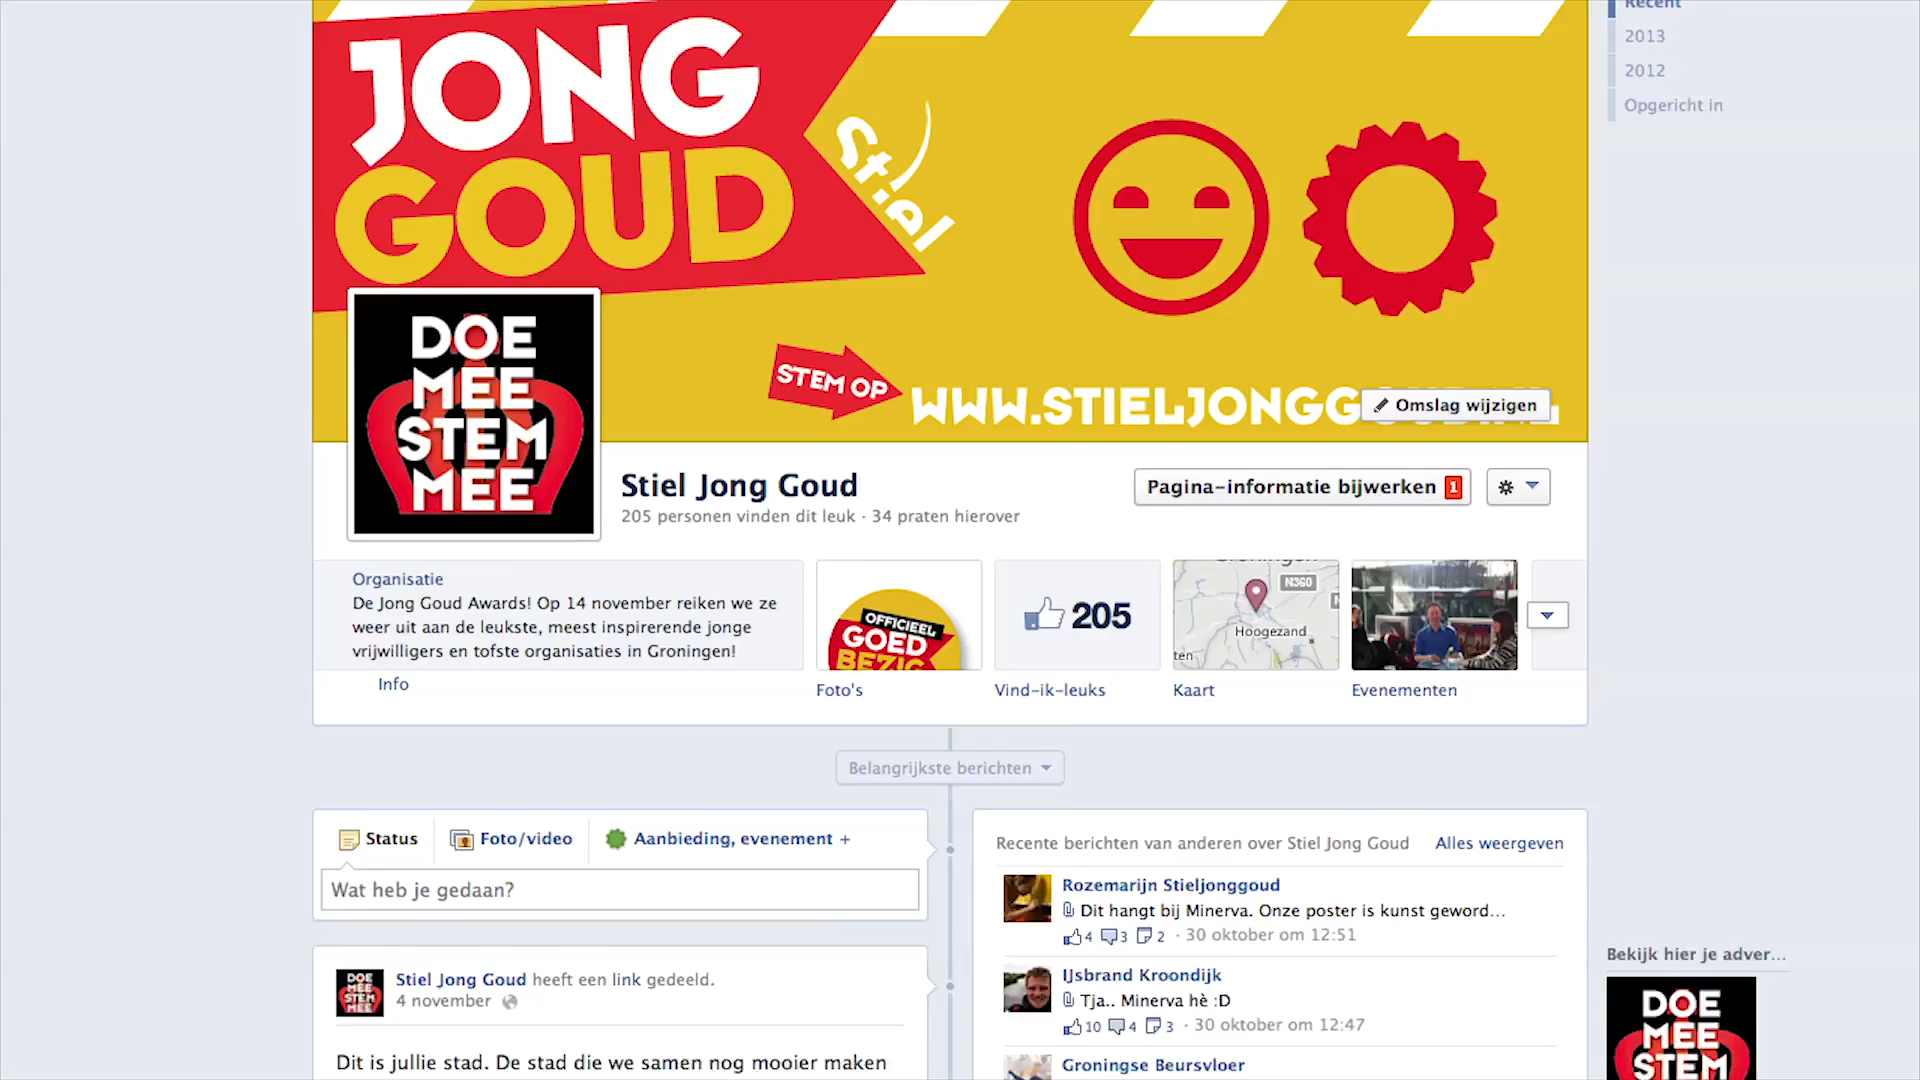 JONG
GOUD
Stiel
STEM OP
WWW.STIELJONGG
Omslag wijzigen
DOE
MEE
STEM
MEE
Recent
2013
2012
Opgericht in
Stiel Jong Goud
205 personen vinden dit leuk · 34 praten hierover
Pagina-informatie bijwerken 1
Organisatie
De Jong Goud Awards! Op 14 november reiken we ze
weer uit aan de leukste, meest inspirerende jonge
vrijwilligers en tofste organisaties in Groningen!
Info
OFFICIEEL
GOED
BEZIG
Foto's
205
Vind-ik-leuks
N360
Hoogezand
ten
Kaart
Evenementen
Belangrijkste berichten
Status
Foto/video
Aanbieding, evenement +
Wat heb je gedaan?
DOE
MEE
STEM
MEE
Stiel Jong Goud heeft een link gedeeld.
4 november
Dit is jullie stad. De stad die we samen nog mooier maken
Recente berichten van anderen over Stiel Jong Goud
Alles weergeven
Rozemarijn Stieljonggoud
Dit hangt bij Minerva. Onze poster is kunst geword...
4 3 2 · 30 oktober om 12:51
IJsbrand Kroondijk
Tja.. Minerva hè :D
10 4 3 · 30 oktober om 12:47
Groningse Beursvloer
Bekijk hier je adver...
DOE
MEE
STEM